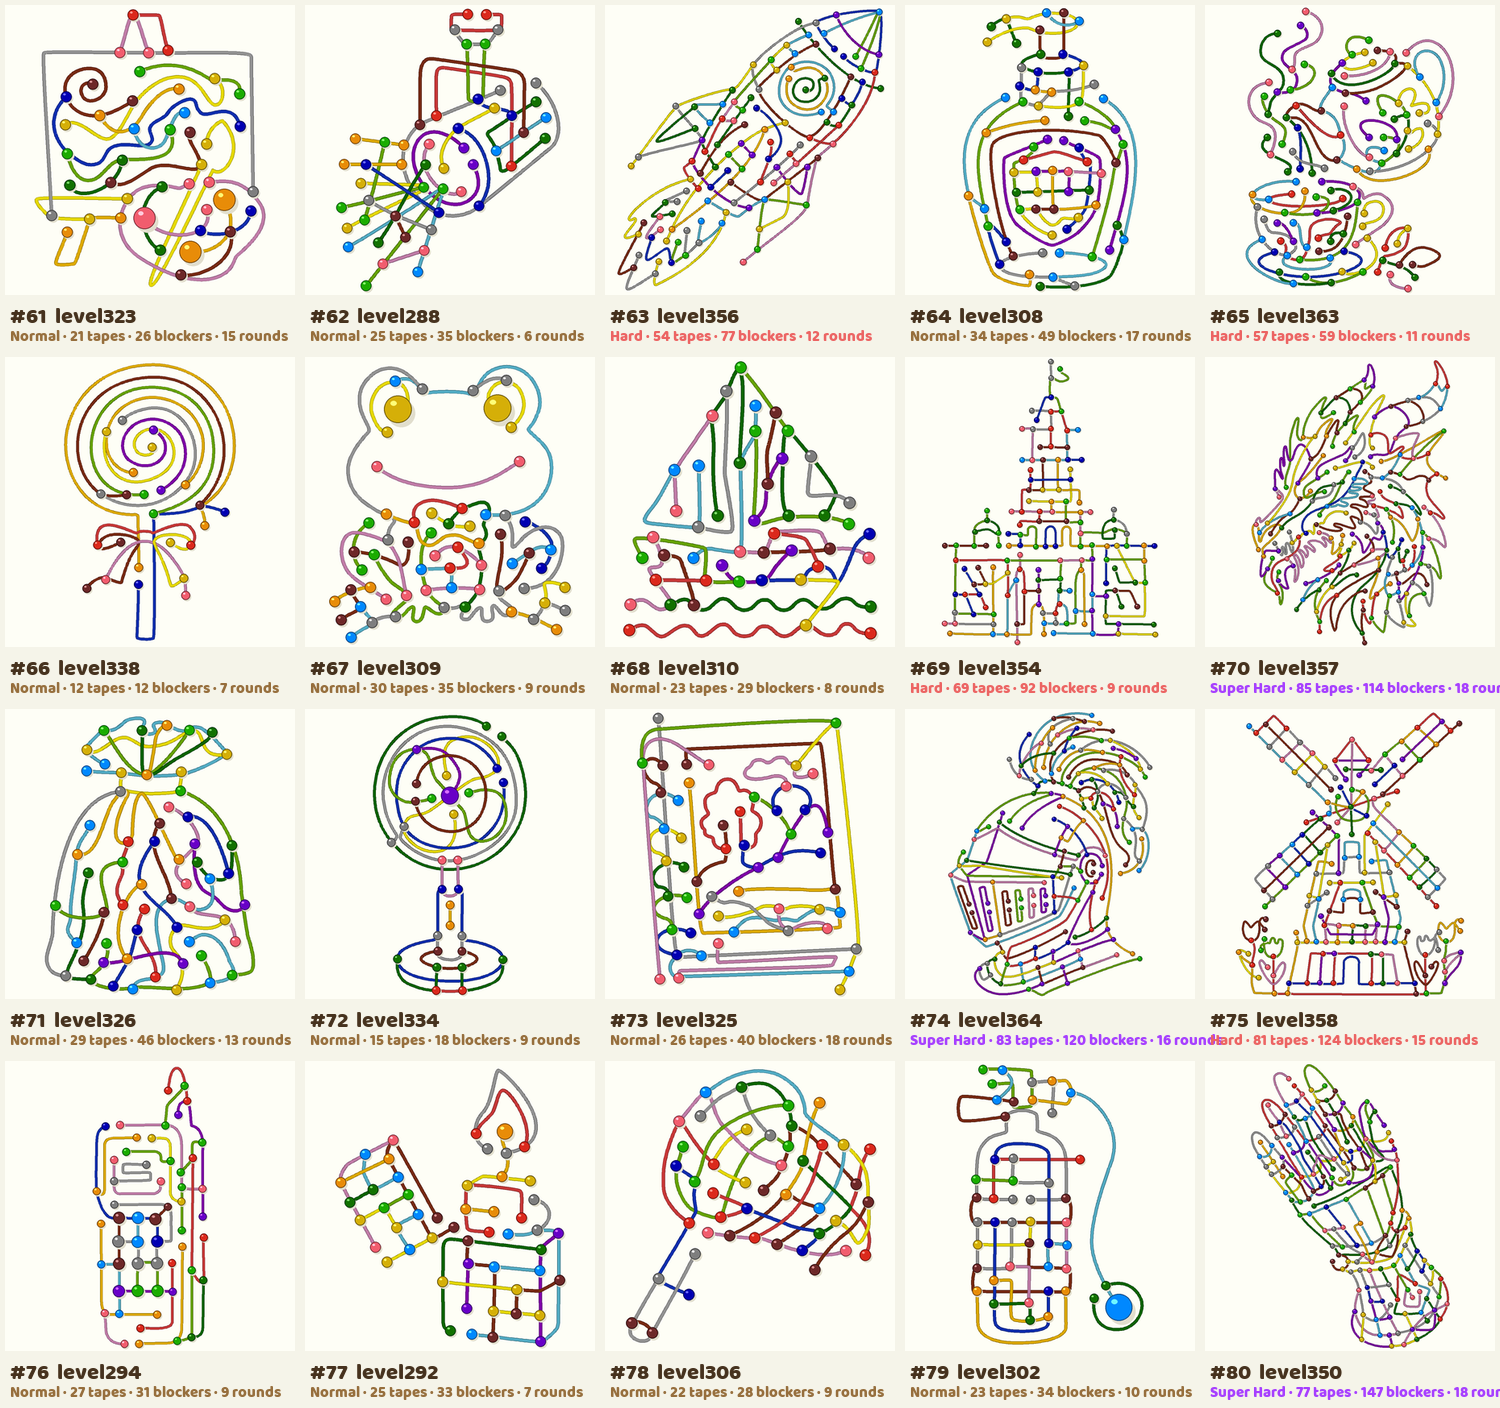 #61 level323
Normal · 21 tapes · 26 blockers · 15 rounds
#62 level288
Normal · 25 tapes · 35 blockers · 6 rounds
#63 level356
Hard · 54 tapes · 77 blockers · 12 rounds
#64 level308
Normal · 34 tapes · 49 blockers · 17 rounds
#65 level363
Hard · 57 tapes · 59 blockers · 11 rounds
#66 level338
Normal · 12 tapes · 12 blockers · 7 rounds
#67 level309
Normal · 30 tapes · 35 blockers · 9 rounds
#68 level310
Normal · 23 tapes · 29 blockers · 8 rounds
#69 level354
Hard · 69 tapes · 92 blockers · 9 rounds
#70 level357
Super Hard · 85 tapes · 114 blockers · 18 roun
#71 level326
Normal · 29 tapes · 46 blockers · 13 rounds
#72 level334
Normal · 15 tapes · 18 blockers · 9 rounds
#73 level325
Normal · 26 tapes · 40 blockers · 18 rounds
#74 level364
Super Hard · 83 tapes · 120 blockers · 16 rounds
#75 level358
Hard · 81 tapes · 124 blockers · 15 rounds
#76 level294
Normal · 27 tapes · 31 blockers · 9 rounds
#77 level292
Normal · 25 tapes · 33 blockers · 7 rounds
#78 level306
Normal · 22 tapes · 28 blockers · 9 rounds
#79 level302
Normal · 23 tapes · 34 blockers · 10 rounds
#80 level350
Super Hard · 77 tapes · 147 blockers · 18 roun